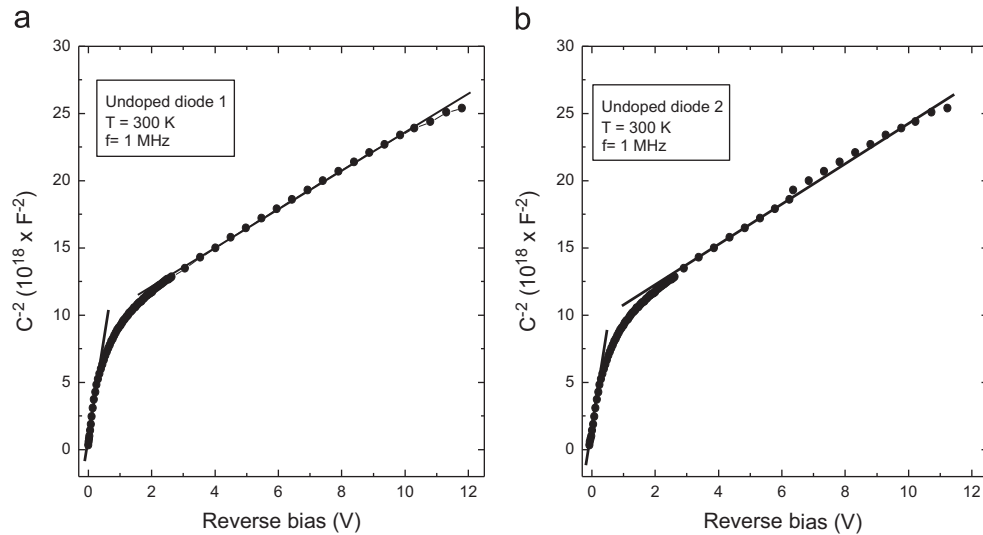 a
30
25
20
15
10
5
0
C⁻² (10¹⁸ x F⁻²)
Undoped diode 1
T = 300 K
f= 1 MHz
0 2 4 6 8 10 12
Reverse bias (V)
b
30
25
20
15
10
5
0
C⁻² (10¹⁸ x F⁻²)
Undoped diode 2
T = 300 K
f= 1 MHz
0 2 4 6 8 10 12
Reverse bias (V)